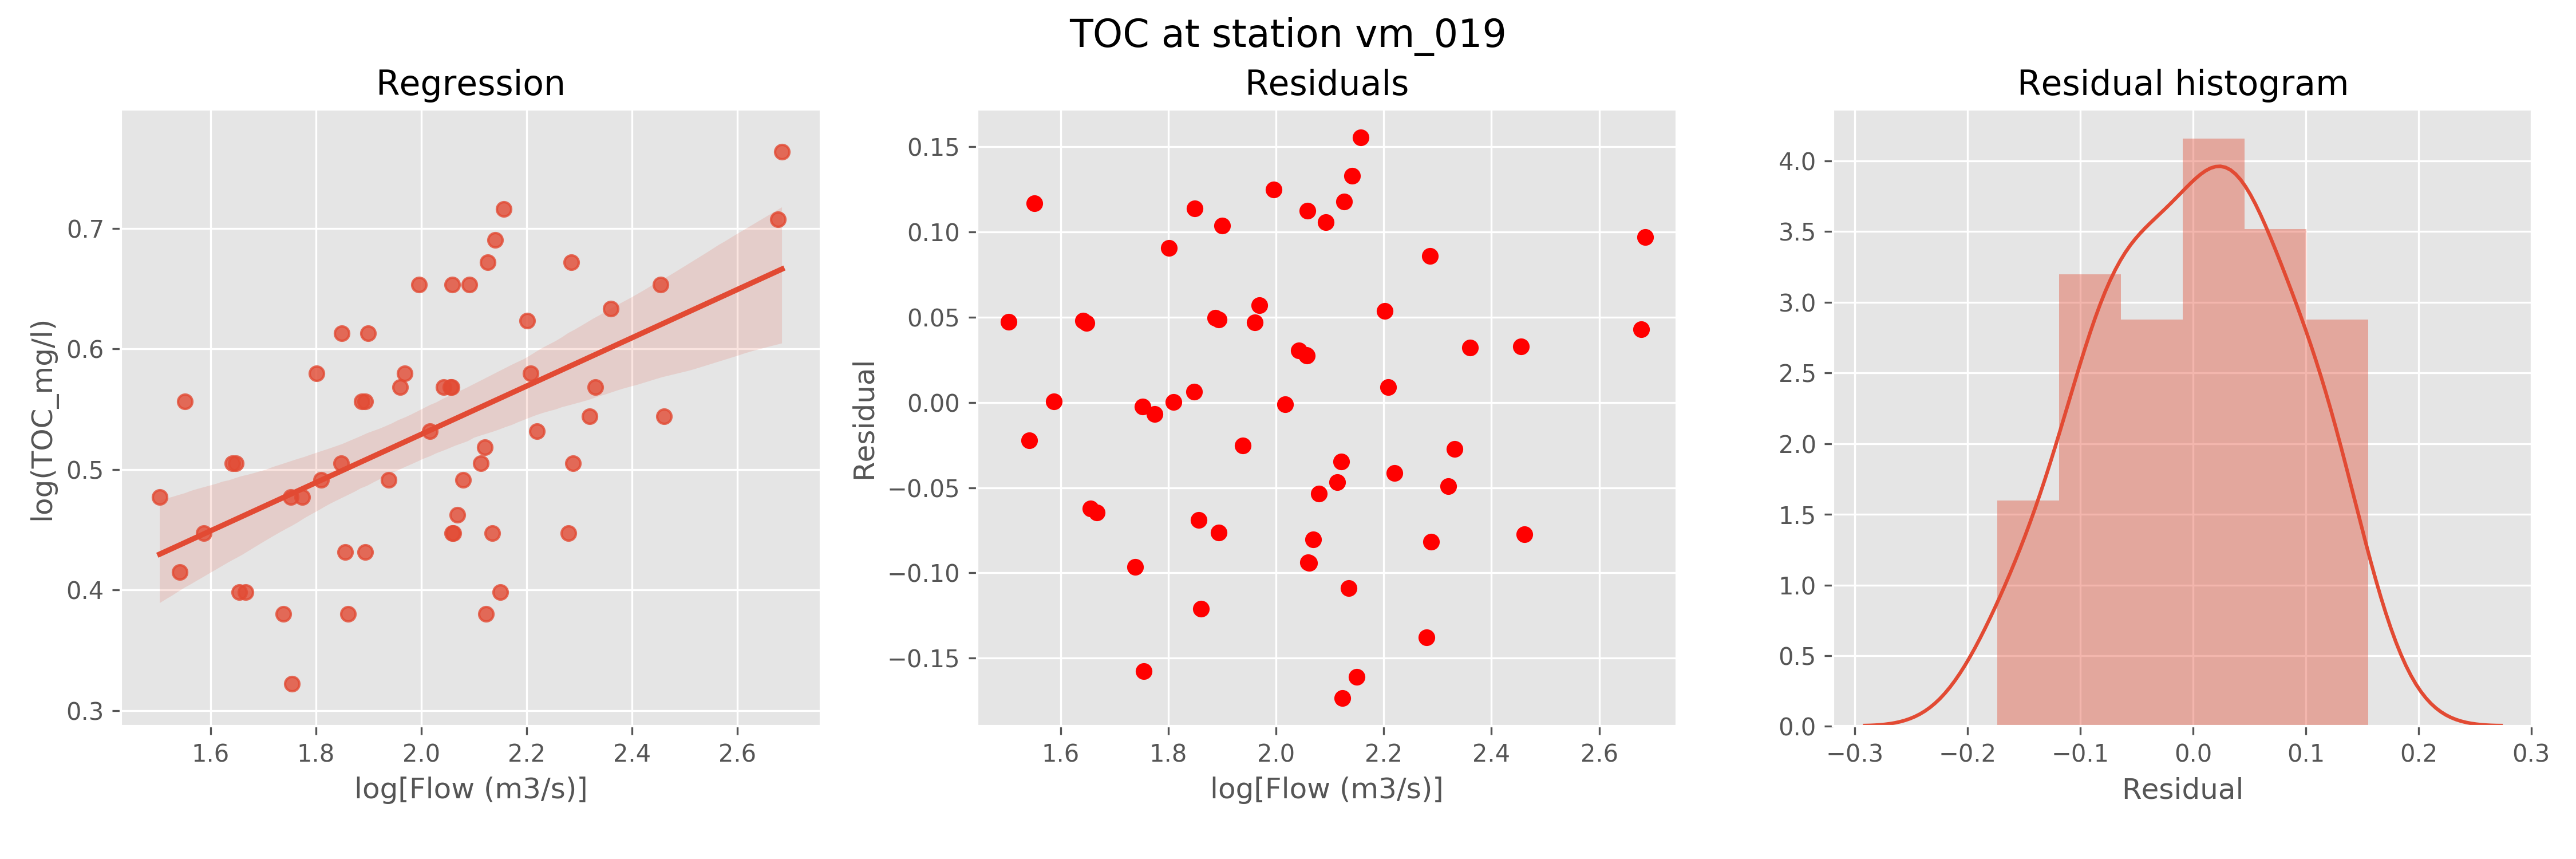 TOC at station vm_019
Regression
Residuals
Residual histogram
log(TOC_mg/l)
0.7
0.6
0.5
0.4
0.3
1.6 1.8 2.0 2.2 2.4 2.6
log[Flow (m3/s)]
Residual
0.15
0.10
0.05
0.00
−0.05
−0.10
−0.15
1.6 1.8 2.0 2.2 2.4 2.6
log[Flow (m3/s)]
4.0
3.5
3.0
2.5
2.0
1.5
1.0
0.5
0.0
−0.3 −0.2 −0.1 0.0 0.1 0.2 0.3
Residual